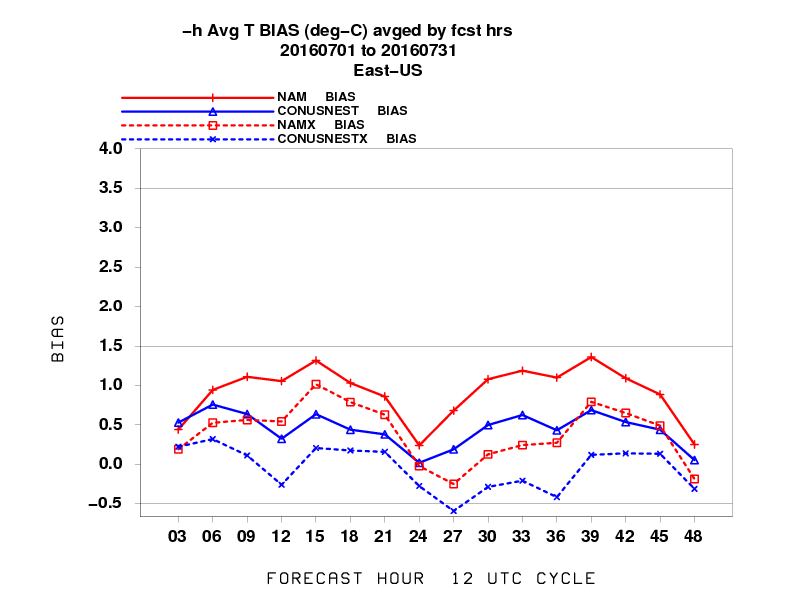 -h Avg T BIAS (deg-C) avged by fcst hrs
20160701 to 20160731
East-US
NAM BIAS
CONUSNEST BIAS
NAMX BIAS
CONUSNESTX BIAS
4.0
3.5
3.0
2.5
2.0
1.5
1.0
0.5
0.0
-0.5
BIAS
03 06 09 12 15 18 21 24 27 30 33 36 39 42 45 48
FORECAST HOUR 12 UTC CYCLE